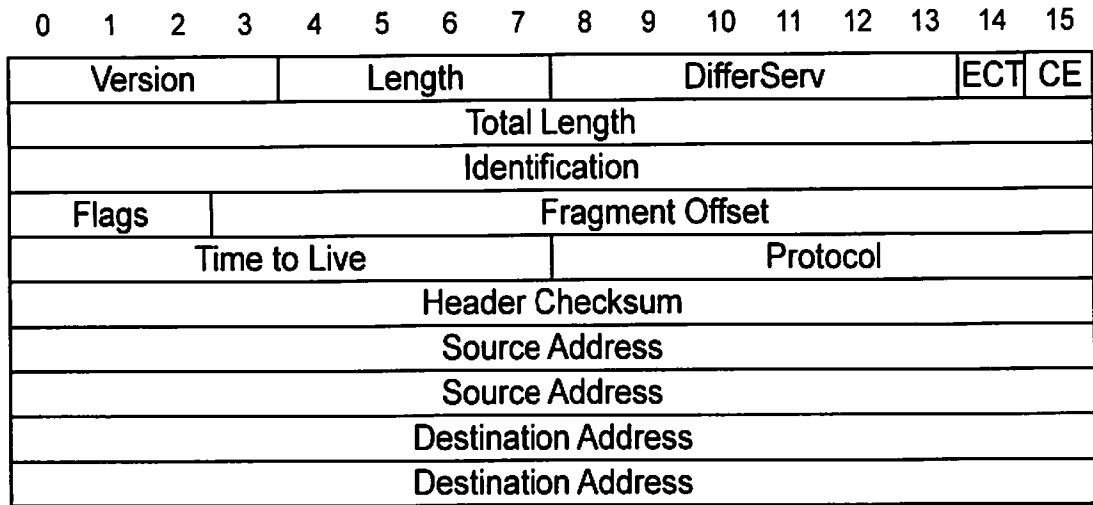 0 1 2 3 4 5 6 7 8 9 10 11 12 13 14 15
Version Length DifferServ ECT CE
Total Length
Identification
Flags Fragment Offset
Time to Live Protocol
Header Checksum
Source Address
Source Address
Destination Address
Destination Address